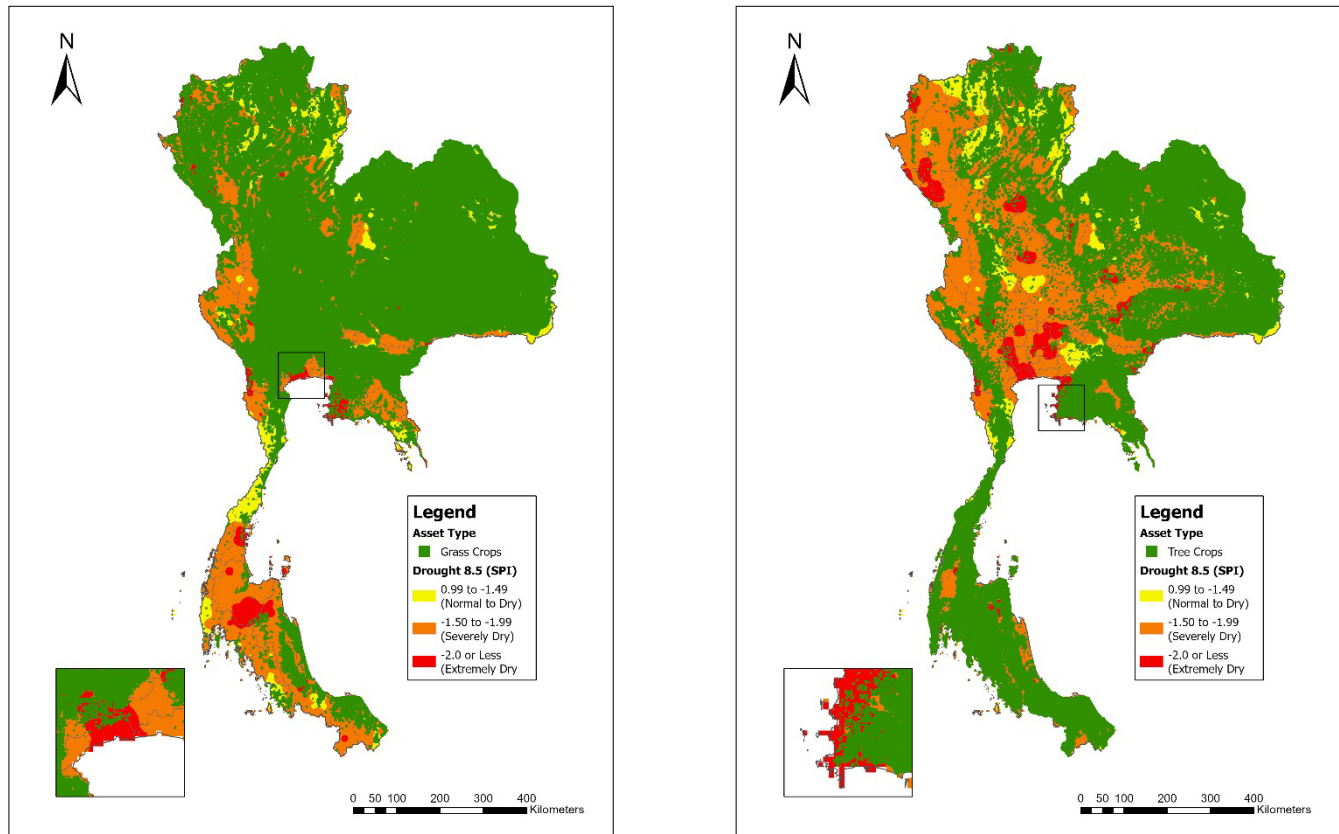 N
Legend
Asset Type
Grass Crops
Drought 8.5 (SPI)
0.99 to -1.49
(Normal to Dry)
-1.50 to -1.99
(Severely Dry)
-2.0 or Less
(Extremely Dry
0 50 100 200 300 400
Kilometers
N
Legend
Asset Type
Tree Crops
Drought 8.5 (SPI)
0.99 to -1.49
(Normal to Dry)
-1.50 to -1.99
(Severely Dry)
-2.0 or Less
(Extremely Dry
0 50 100 200 300 400
Kilometers